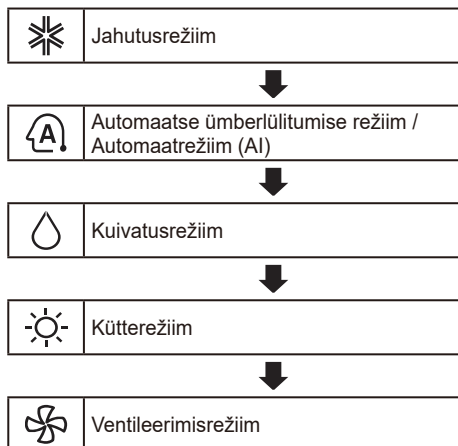 Jahutusrežiim
A
Automaatse ümberlülitumise režiim /
Automaatrežiim (AI)
Kuivatusrežiim
Kütterežiim
Ventileerimisrežiim